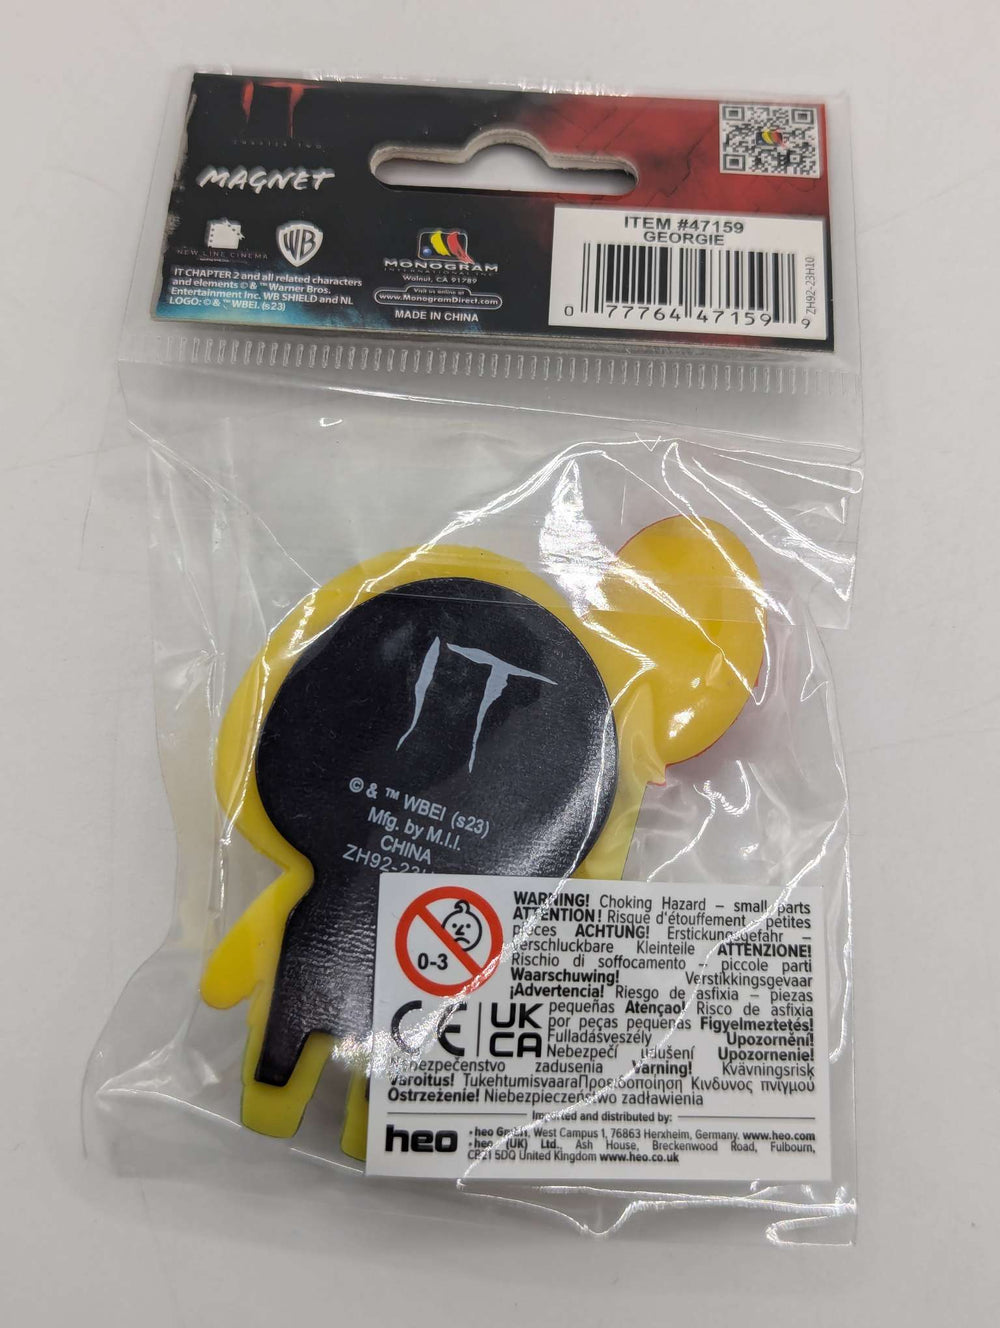 IT
CHAPTER TWO
MAGNET
NEW LINE CINEMA
WB
IT CHAPTER 2 and all related characters
and elements © & ™ Warner Bros.
Entertainment Inc. WB SHIELD and NL
LOGO: © & ™ WBEI. (s23)
MONOGRAM
INTERNATIONAL
Walnut, CA 91789
Visit us online at
www.MonogramDirect.com
MADE IN CHINA
ITEM #47159
GEORGIE
0 77764 47159 9
ZH92-23H10
IT
© & ™ WBEI (s23)
Mfg. by M.I.I.
CHINA
ZH92-23
0-3
CE
UK
CA
WARNING! Choking Hazard – small parts
ATTENTION! Risque d'étouffement – petites
pièces ACHTUNG! Erstickungsgefahr –
verschluckbare Kleinteile ATTENZIONE!
Rischio di soffocamento – piccole parti
Waarschuwing! Verstikkingsgevaar
¡Advertencia! Riesgo de asfixia – piezas
pequeñas Atençao! Risco de asfixia
por peças pequenas Figyelmeztetés!
Fulladásveszély Upozornění!
Nebezpečí udušení Upozornenie!
Nebezpečenstvo zadusenia Varning! Kvävningsrisk
Varoitus! Tukehtumisvaara Προειδοποίηση Κίνδυνος πνιγμού
Ostrzeżenie! Niebezpieczeństwo zadławienia
Imported and distributed by:
heo
• heo GmbH, West Campus 1, 76863 Herxheim, Germany. www.heo.com
• heo (UK) Ltd., Ash House, Breckenwood Road, Fulbourn,
CB21 5DQ United Kingdom www.heo.co.uk